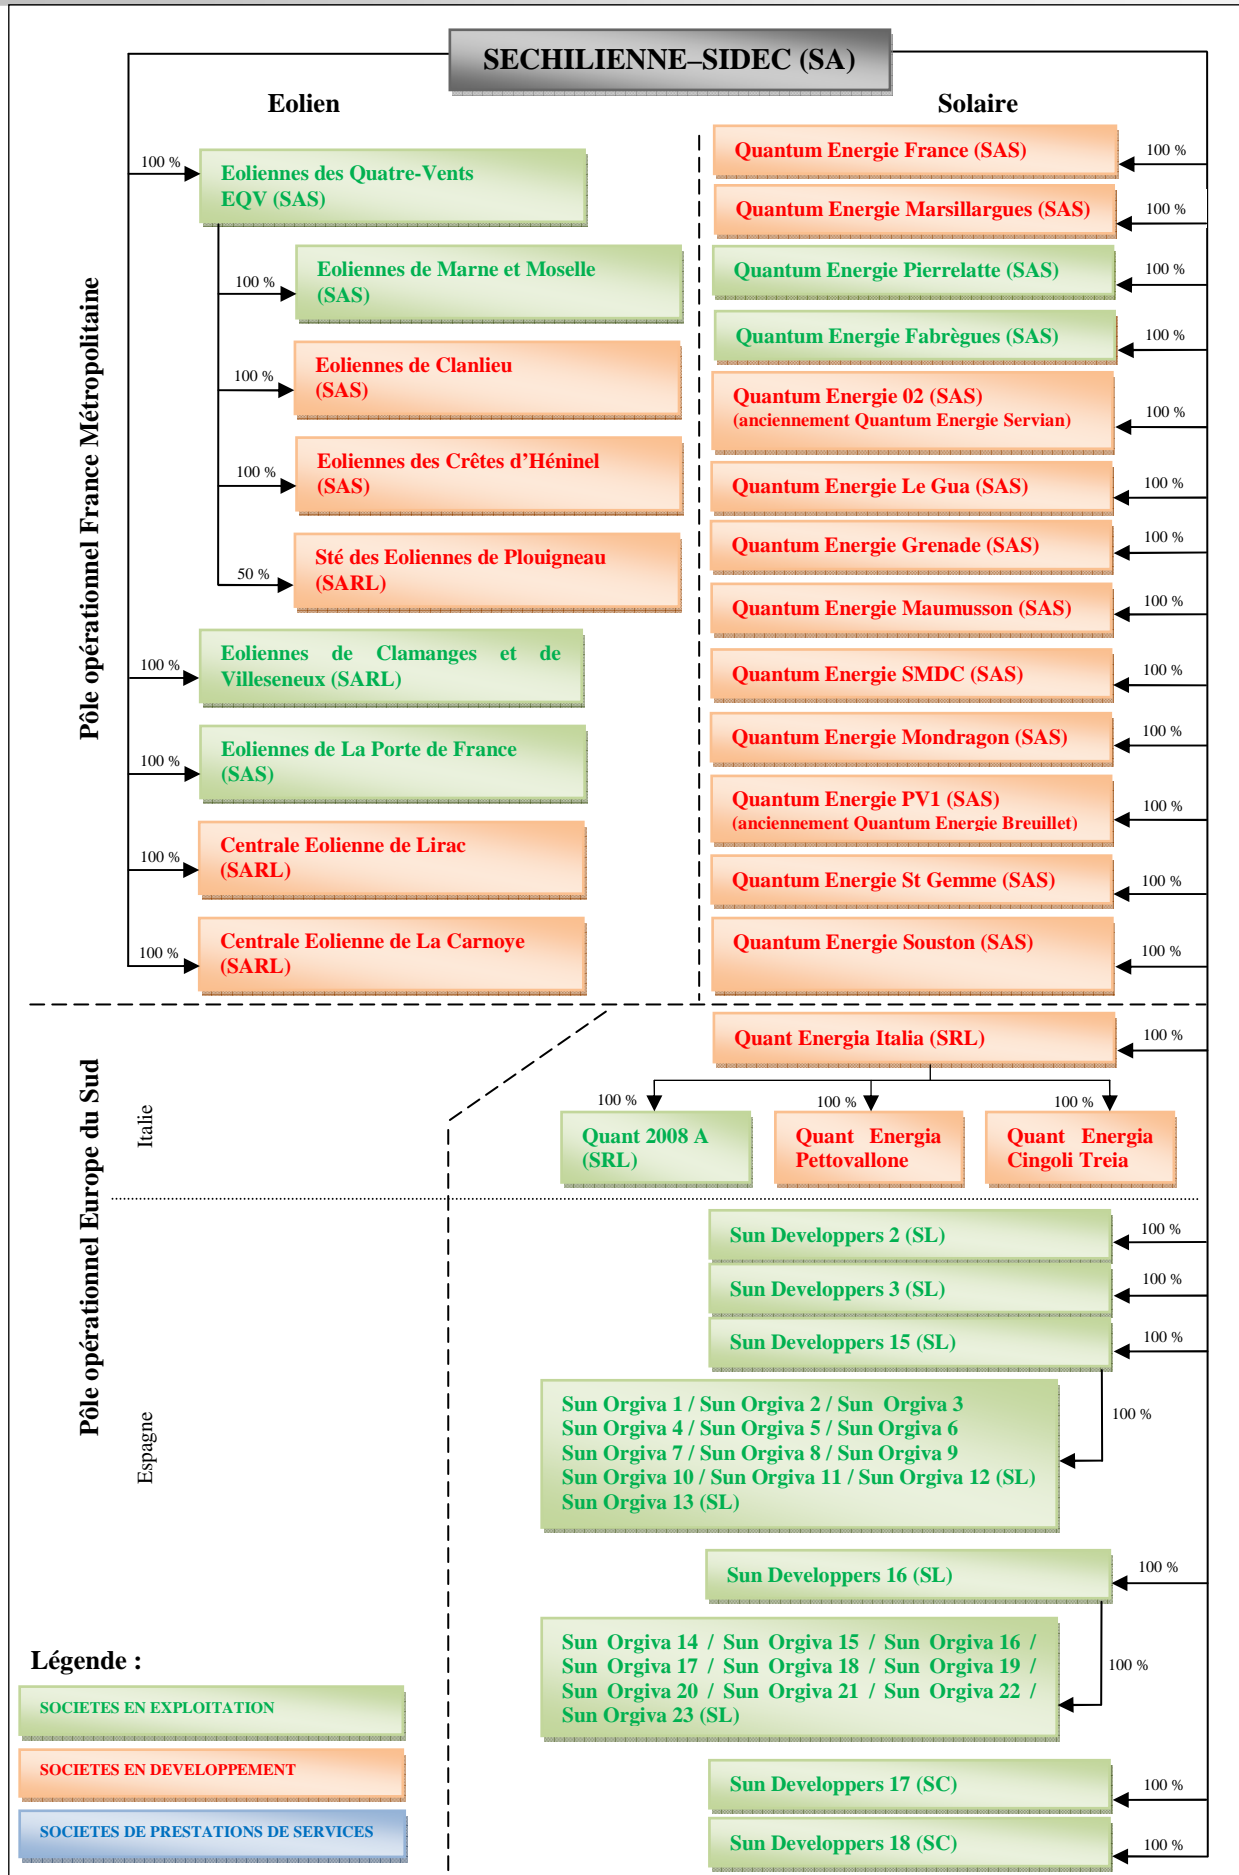 SECHILIENNE–SIDEC (SA)
Eolien
Solaire
Pôle opérationnel France Métropolitaine
100 %
Eoliennes des Quatre-Vents
EQV (SAS)
100 %
Eoliennes de Marne et Moselle
(SAS)
100 %
Eoliennes de Clanlieu
(SAS)
100 %
Eoliennes des Crêtes d’Héninel
(SAS)
50 %
Sté des Eoliennes de Plouigneau
(SARL)
100 %
Eoliennes de Clamanges et de
Villeseneux (SARL)
100 %
Eoliennes de La Porte de France
(SAS)
100 %
Centrale Eolienne de Lirac
(SARL)
100 %
Centrale Eolienne de La Carnoye
(SARL)
Quantum Energie France (SAS)
100 %
Quantum Energie Marsillargues (SAS)
100 %
Quantum Energie Pierrelatte (SAS)
100 %
Quantum Energie Fabrègues (SAS)
100 %
Quantum Energie 02 (SAS)
(anciennement Quantum Energie Servian)
100 %
Quantum Energie Le Gua (SAS)
100 %
Quantum Energie Grenade (SAS)
100 %
Quantum Energie Maumusson (SAS)
100 %
Quantum Energie SMDC (SAS)
100 %
Quantum Energie Mondragon (SAS)
100 %
Quantum Energie PV1 (SAS)
(anciennement Quantum Energie Breuillet)
100 %
Quantum Energie St Gemme (SAS)
100 %
Quantum Energie Souston (SAS)
100 %
Pôle opérationnel Europe du Sud
Italie
Quant Energia Italia (SRL)
100 %
100 %
100 %
100 %
Quant 2008 A
(SRL)
Quant Energia
Pettovallone
Quant Energia
Cingoli Treia
Espagne
Sun Developpers 2 (SL)
100 %
Sun Developpers 3 (SL)
100 %
Sun Developpers 15 (SL)
100 %
Sun Orgiva 1 / Sun Orgiva 2 / Sun Orgiva 3
Sun Orgiva 4 / Sun Orgiva 5 / Sun Orgiva 6
Sun Orgiva 7 / Sun Orgiva 8 / Sun Orgiva 9
Sun Orgiva 10 / Sun Orgiva 11 / Sun Orgiva 12 (SL)
Sun Orgiva 13 (SL)
100 %
Sun Developpers 16 (SL)
100 %
Sun Orgiva 14 / Sun Orgiva 15 / Sun Orgiva 16 /
Sun Orgiva 17 / Sun Orgiva 18 / Sun Orgiva 19 /
Sun Orgiva 20 / Sun Orgiva 21 / Sun Orgiva 22 /
Sun Orgiva 23 (SL)
100 %
Sun Developpers 17 (SC)
100 %
Sun Developpers 18 (SC)
100 %
Légende :
SOCIETES EN EXPLOITATION
SOCIETES EN DEVELOPPEMENT
SOCIETES DE PRESTATIONS DE SERVICES